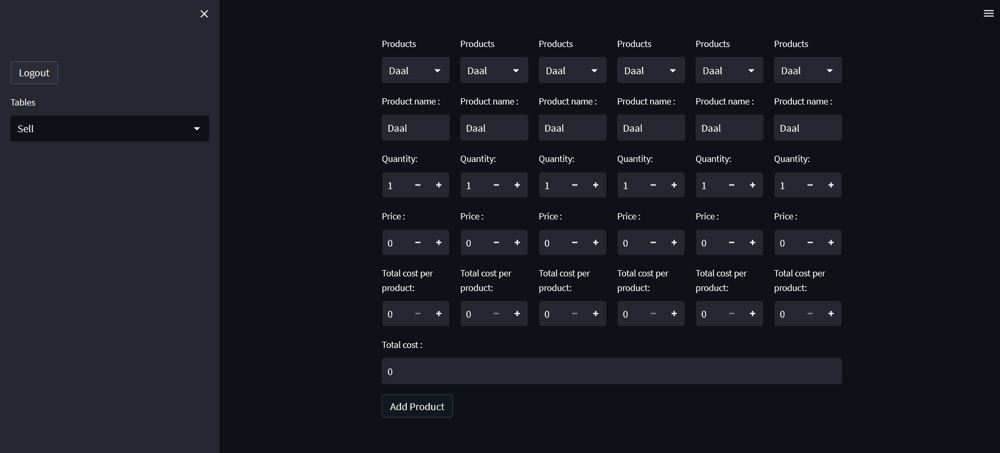 Logout
Tables
Sell
Products Products Products Products Products Products
Daal Daal Daal Daal Daal Daal
Product name : Product name : Product name : Product name : Product name : Product name :
Daal Daal Daal Daal Daal Daal
Quantity: Quantity: Quantity: Quantity: Quantity: Quantity:
1 1 1 1 1 1
Price : Price : Price : Price : Price : Price :
0 0 0 0 0 0
Total cost per Total cost per Total cost per Total cost per Total cost per Total cost per
product: product: product: product: product: product:
0 0 0 0 0 0
Total cost :
0
Add Product